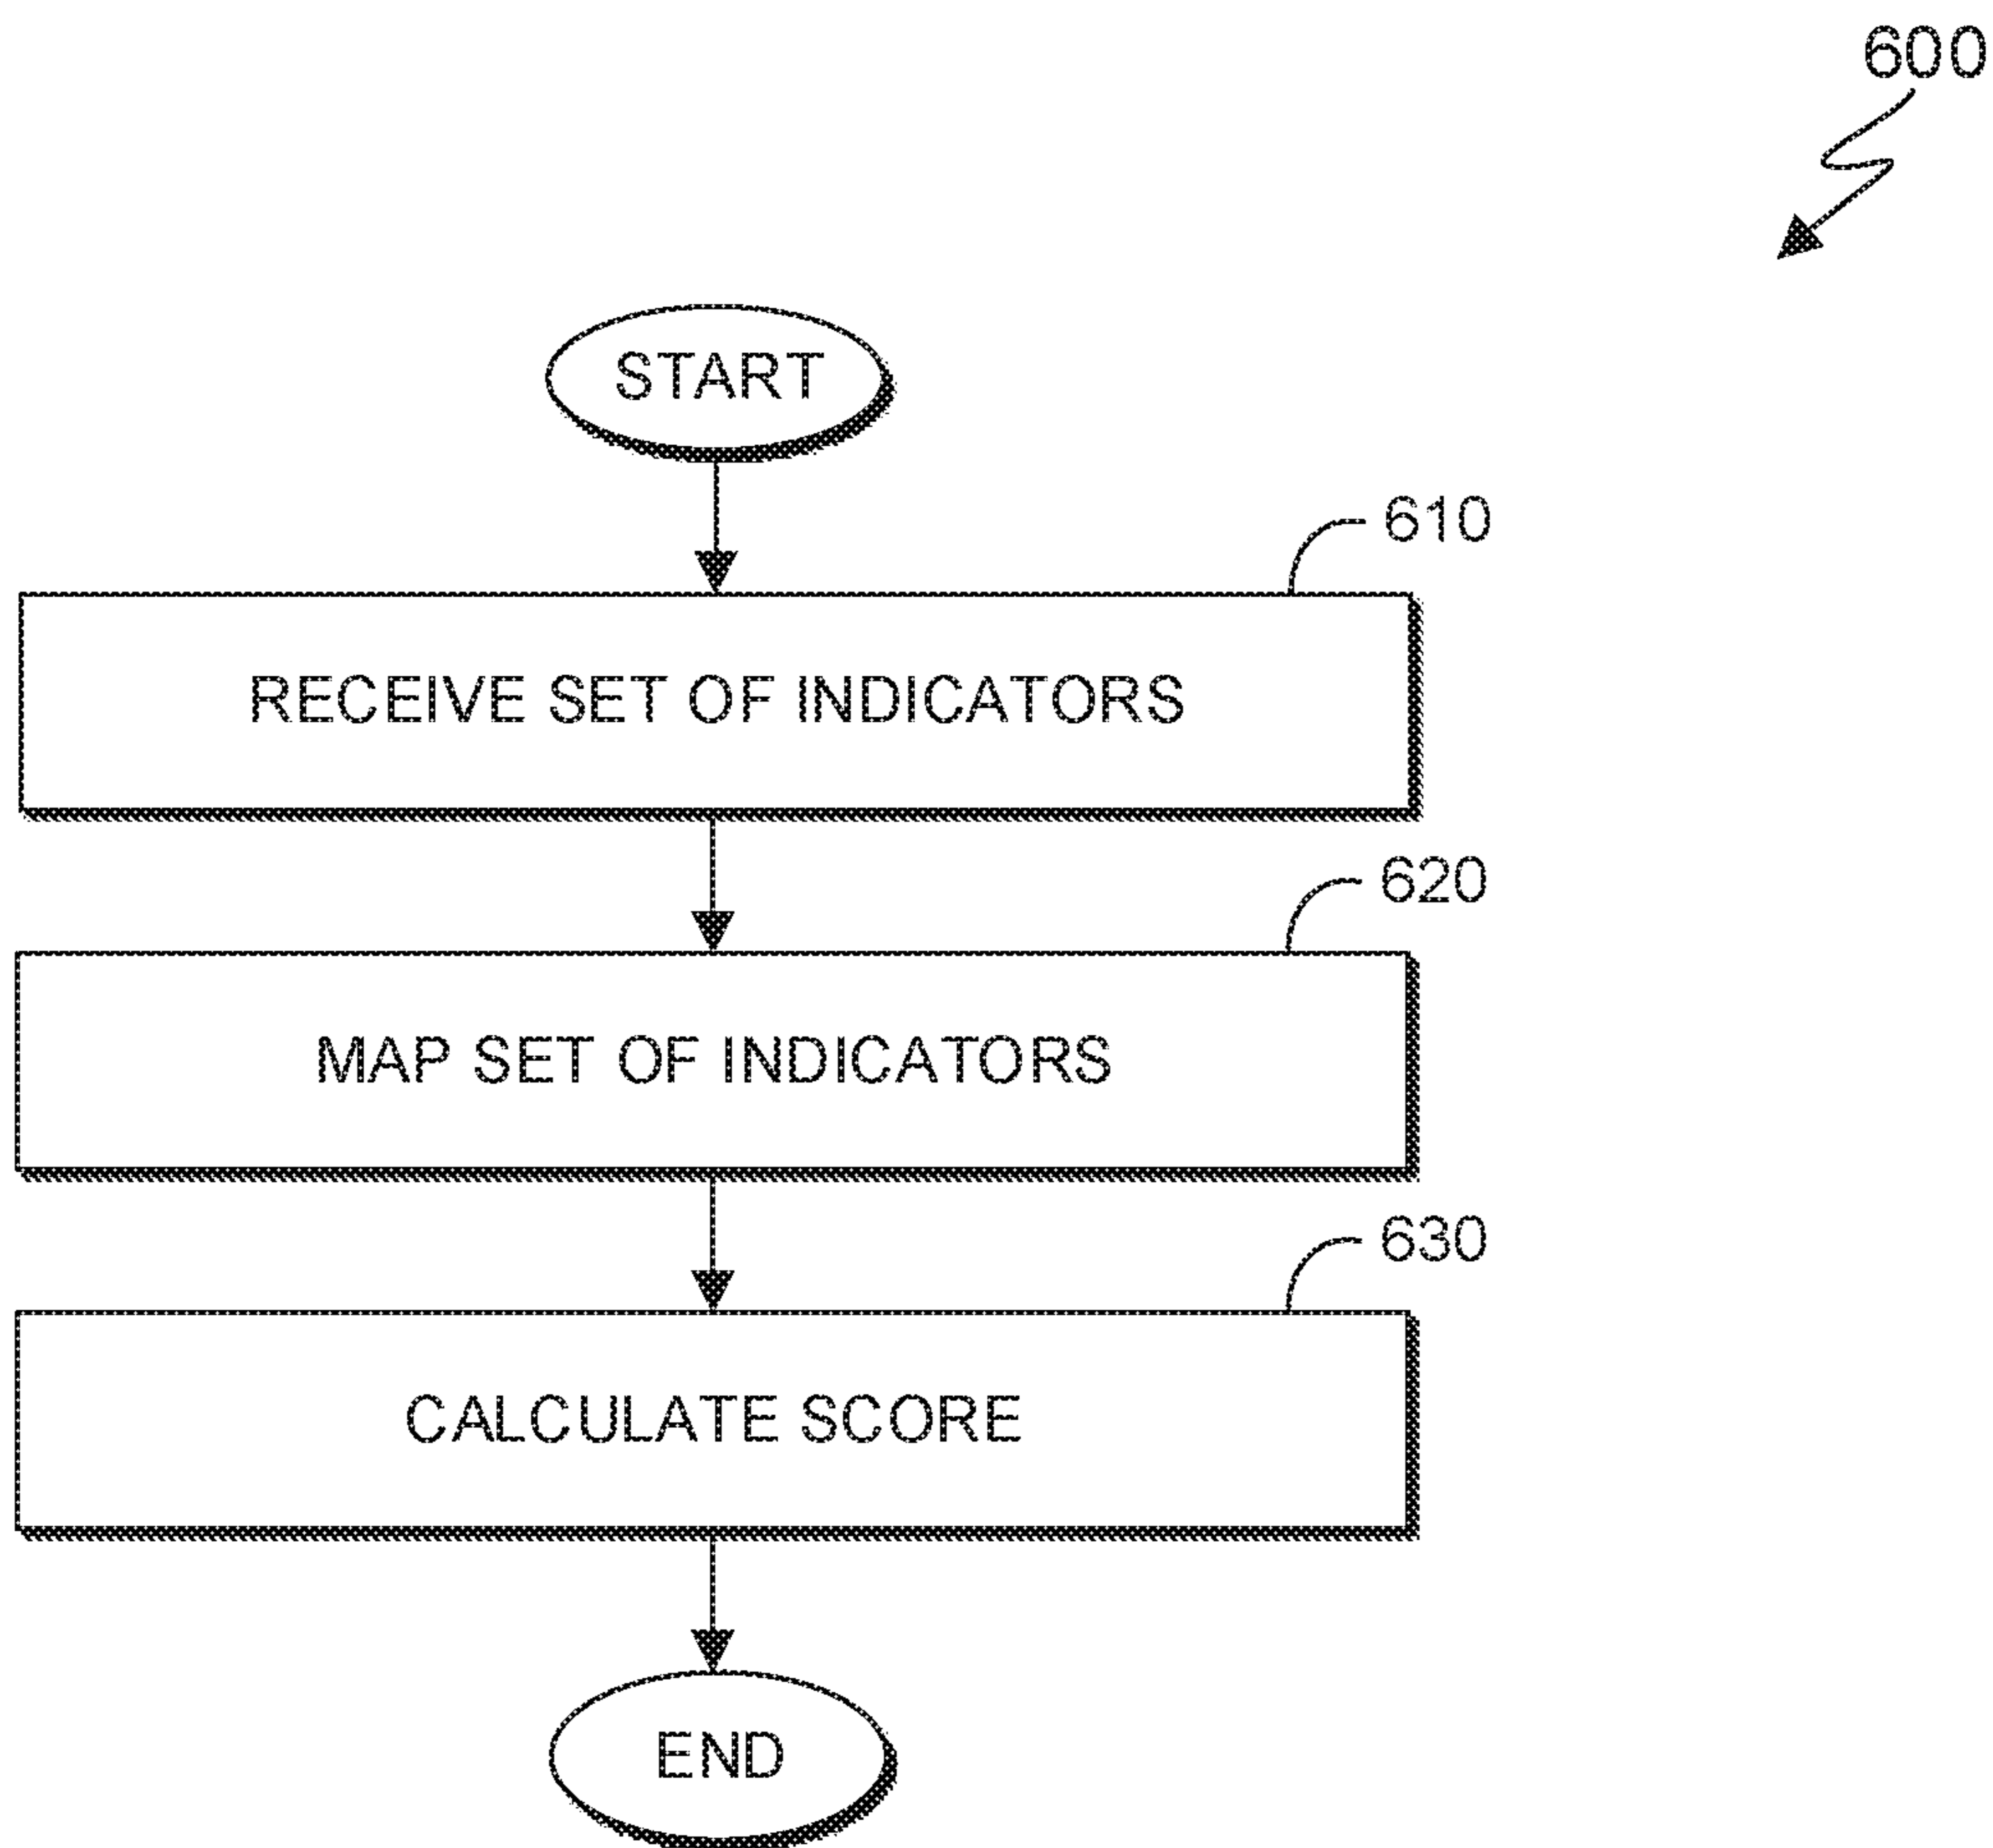 600
START
610
RECEIVE SET OF INDICATORS
620
MAP SET OF INDICATORS
630
CALCULATE SCORE
END